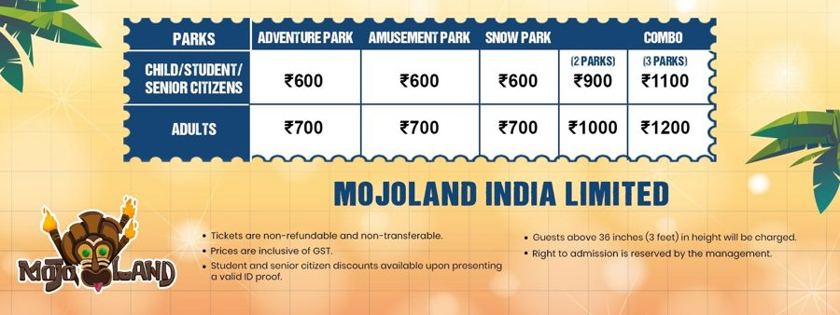 PARKS ADVENTURE PARK AMUSEMENT PARK SNOW PARK COMBO
(2 PARKS) (3 PARKS)
CHILD/STUDENT/
SENIOR CITIZENS ₹600 ₹600 ₹600 ₹900 ₹1100
ADULTS ₹700 ₹700 ₹700 ₹1000 ₹1200
MOJOLAND INDIA LIMITED
MOJO LAND
• Tickets are non-refundable and non-transferable.
• Prices are inclusive of GST.
• Student and senior citizen discounts available upon presenting
a valid ID proof.
• Guests above 36 inches (3 feet) in height will be charged.
• Right to admission is reserved by the management.